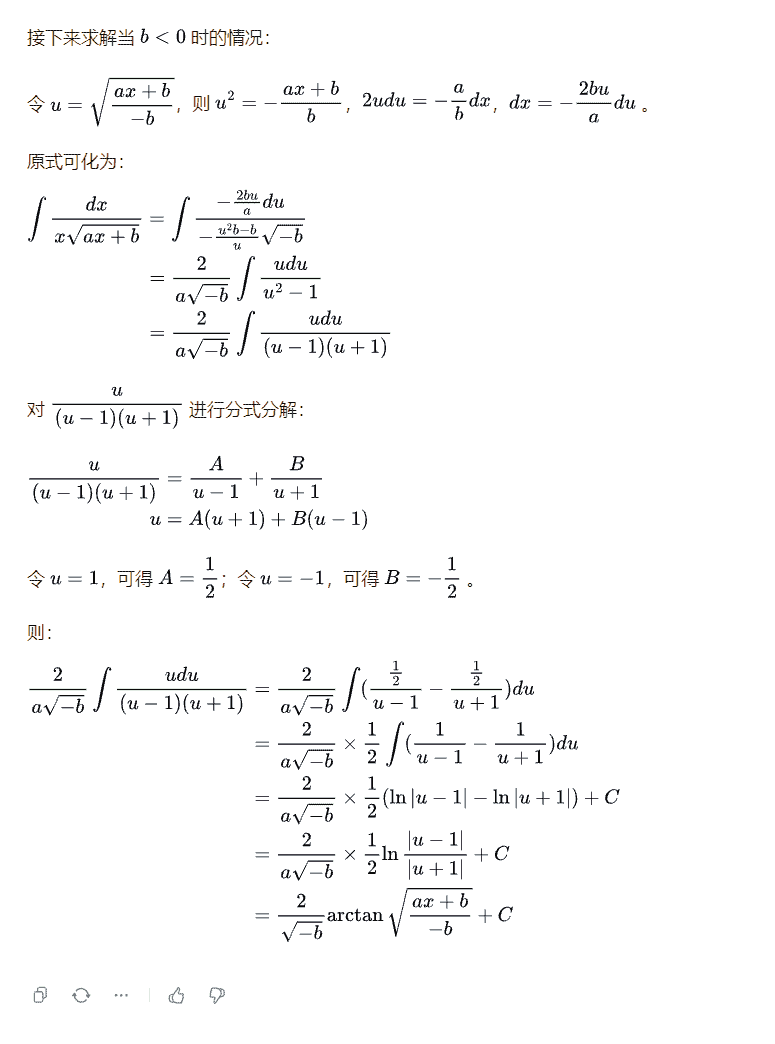 接下来求解当 b < 0 时的情况：
令 u = √((ax + b)/(−b))，则 u² = −(ax + b)/b，2udu = −(a/b)dx，dx = −(2bu/a)du 。
原式可化为：
∫ dx/(x√(ax + b)) = ∫ (−(2bu/a)du)/(−((u²b−b)/u)√(−b))
= 2/(a√(−b)) ∫ udu/(u² − 1)
= 2/(a√(−b)) ∫ udu/((u − 1)(u + 1))
对 u/((u − 1)(u + 1)) 进行分式分解：
u/((u − 1)(u + 1)) = A/(u − 1) + B/(u + 1)
u = A(u + 1) + B(u − 1)
令 u = 1，可得 A = 1/2；令 u = −1，可得 B = −1/2 。
则：
2/(a√(−b)) ∫ udu/((u − 1)(u + 1)) = 2/(a√(−b)) ∫((1/2)/(u − 1) − (1/2)/(u + 1))du
= 2/(a√(−b)) × 1/2 ∫(1/(u − 1) − 1/(u + 1))du
= 2/(a√(−b)) × 1/2 (ln |u − 1| − ln |u + 1|) + C
= 2/(a√(−b)) × 1/2 ln |u − 1|/|u + 1| + C
= 2/√(−b) arctan √((ax + b)/(−b)) + C